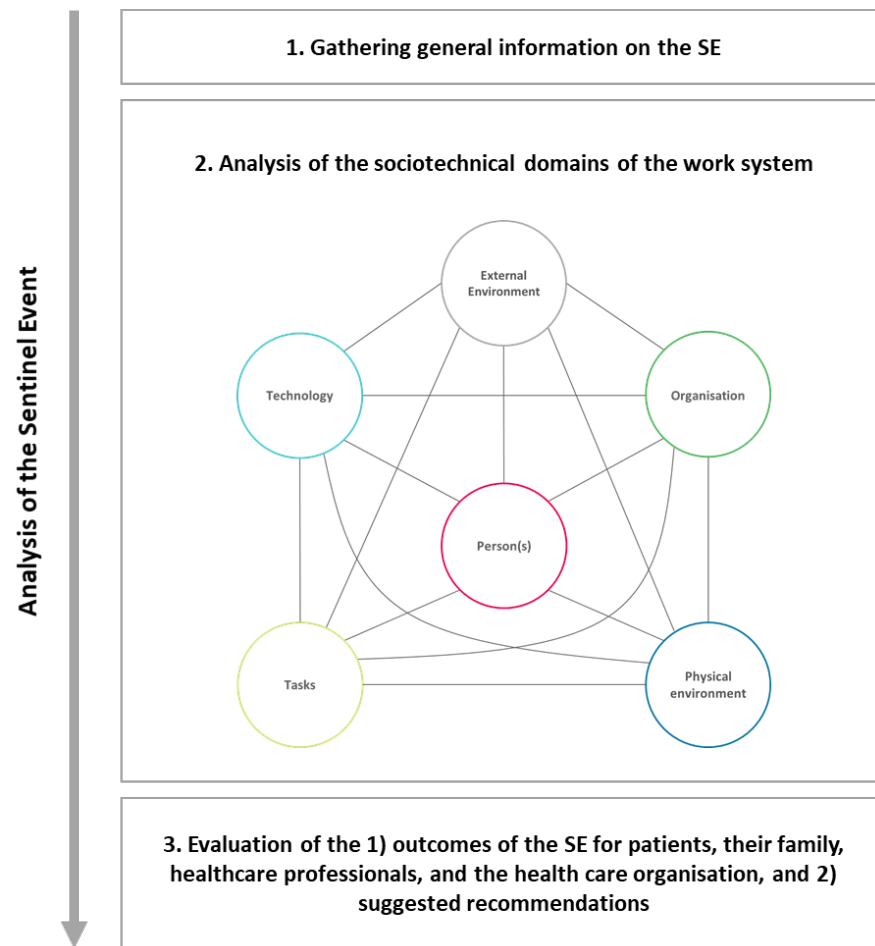 Analysis of the Sentinel Event
1. Gathering general information on the SE
2. Analysis of the sociotechnical domains of the work system
External
Environment
Technology
Organisation
Person(s)
Tasks
Physical
environment
3. Evaluation of the 1) outcomes of the SE for patients, their family,
healthcare professionals, and the health care organisation, and 2)
suggested recommendations